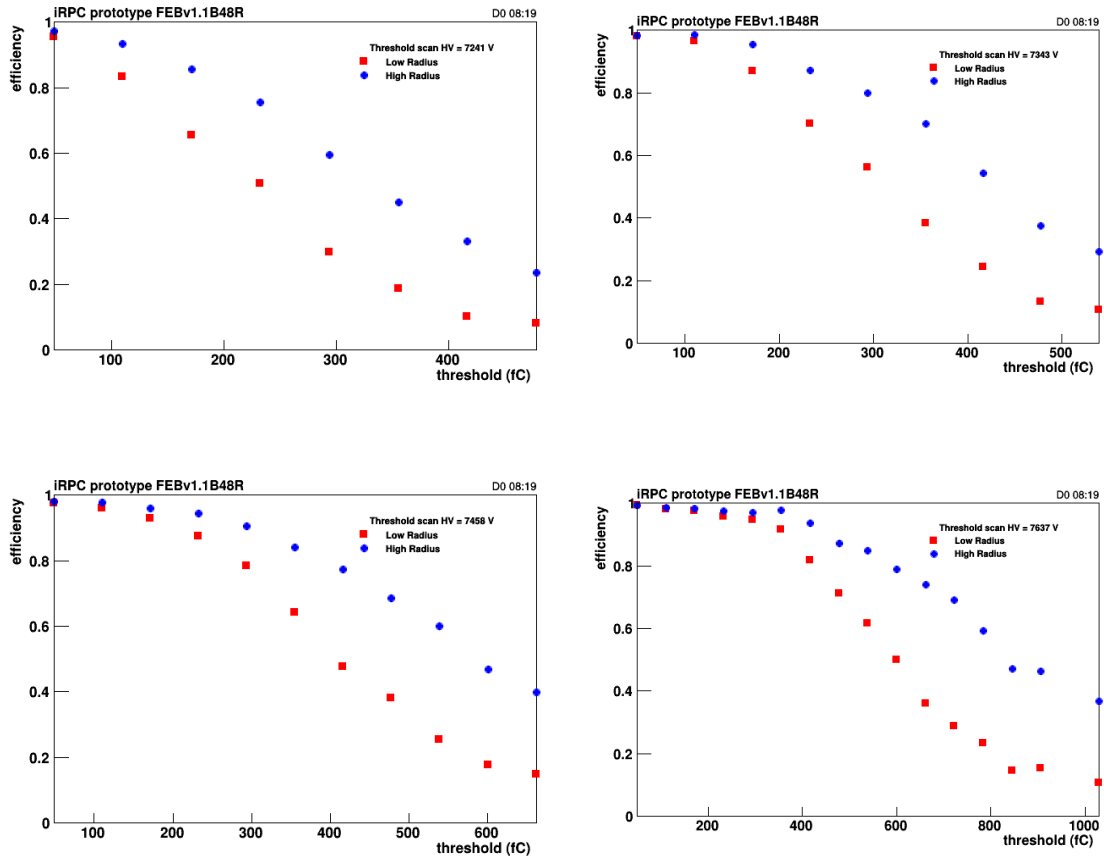 iRPC prototype FEBv1.1B48R D0 08:19
efficiency
1
0.8
0.6
0.4
0.2
0
Threshold scan HV = 7241 V
Low Radius
High Radius
100 200 300 400
threshold (fC)
iRPC prototype FEBv1.1B48R D0 08:19
efficiency
1
0.8
0.6
0.4
0.2
0
Threshold scan HV = 7343 V
Low Radius
High Radius
100 200 300 400 500
threshold (fC)
iRPC prototype FEBv1.1B48R D0 08:19
efficiency
1
0.8
0.6
0.4
0.2
0
Threshold scan HV = 7458 V
Low Radius
High Radius
100 200 300 400 500 600
threshold (fC)
iRPC prototype FEBv1.1B48R D0 08:19
efficiency
1
0.8
0.6
0.4
0.2
0
Threshold scan HV = 7637 V
Low Radius
High Radius
200 400 600 800 1000
threshold (fC)